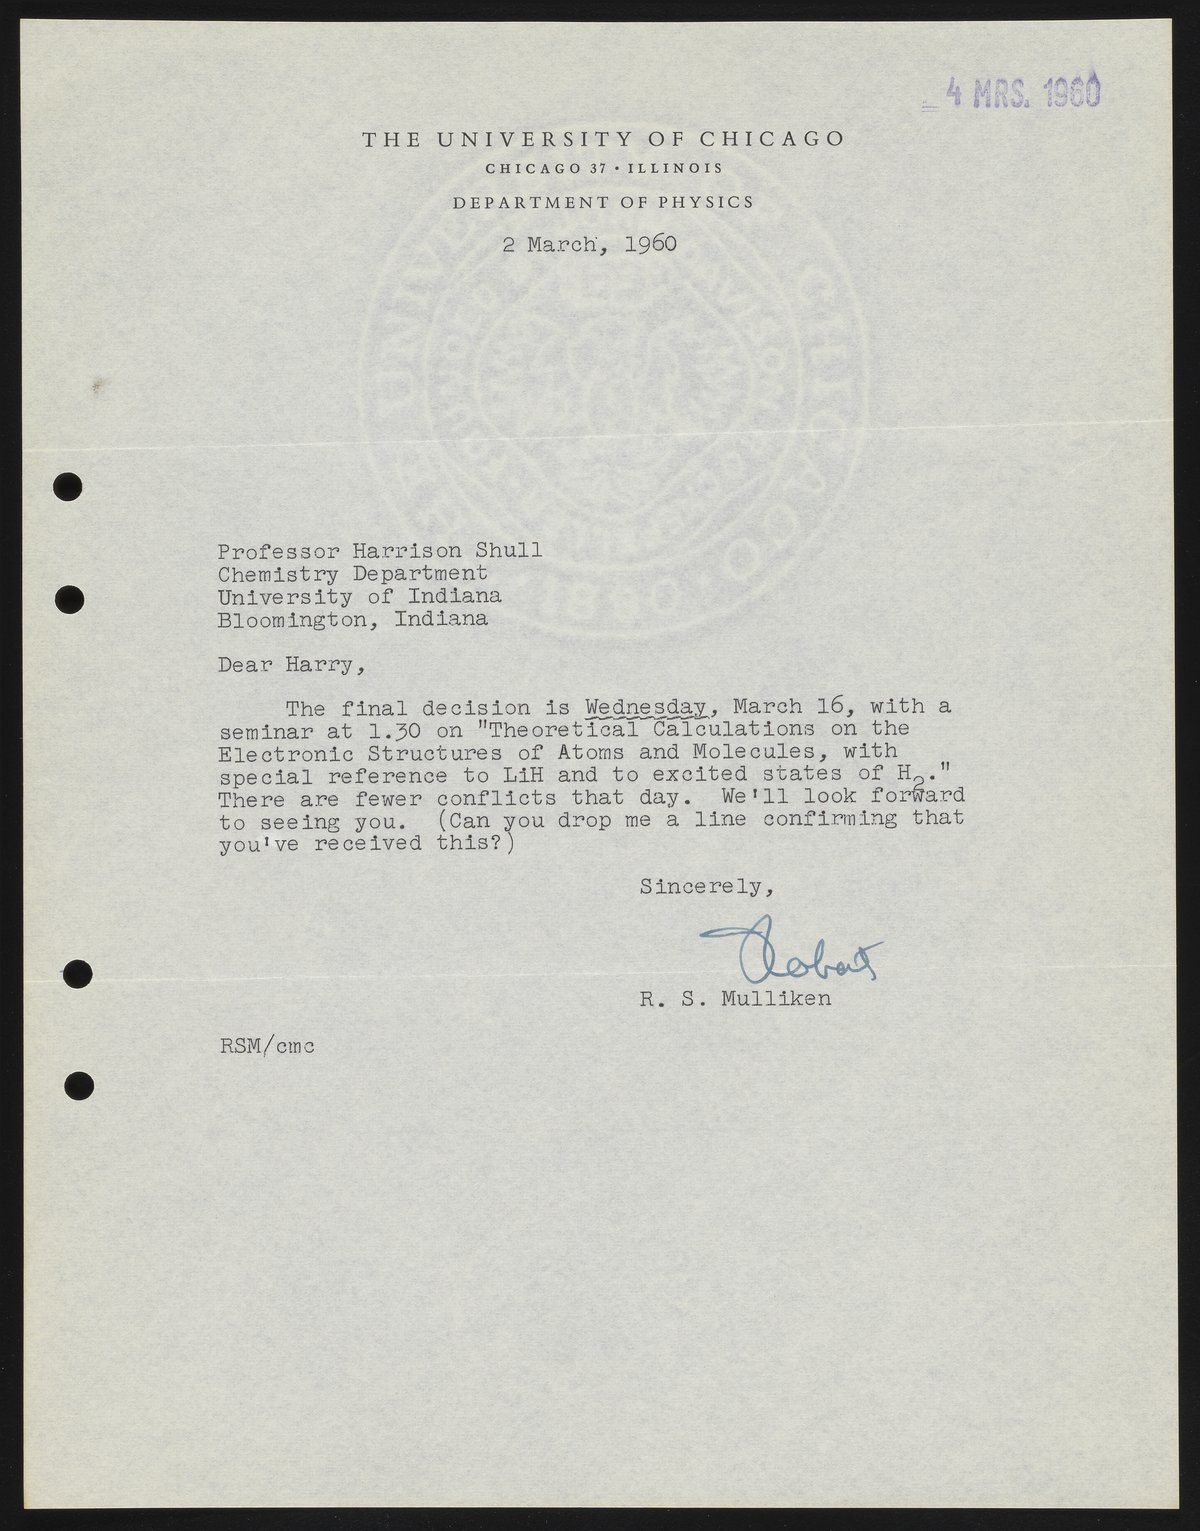 4 MRS. 1960
THE UNIVERSITY OF CHICAGO
CHICAGO 37 • ILLINOIS
DEPARTMENT OF PHYSICS
2 March, 1960
Professor Harrison Shull
Chemistry Department
University of Indiana
Bloomington, Indiana
Dear Harry,
The final decision is Wednesday, March 16, with a
seminar at 1.30 on "Theoretical Calculations on the
Electronic Structures of Atoms and Molecules, with
special reference to LiH and to excited states of H₂."
There are fewer conflicts that day. We'll look forward
to seeing you. (Can you drop me a line confirming that
you've received this?)
Sincerely,
Robert
R. S. Mulliken
RSM/cmc